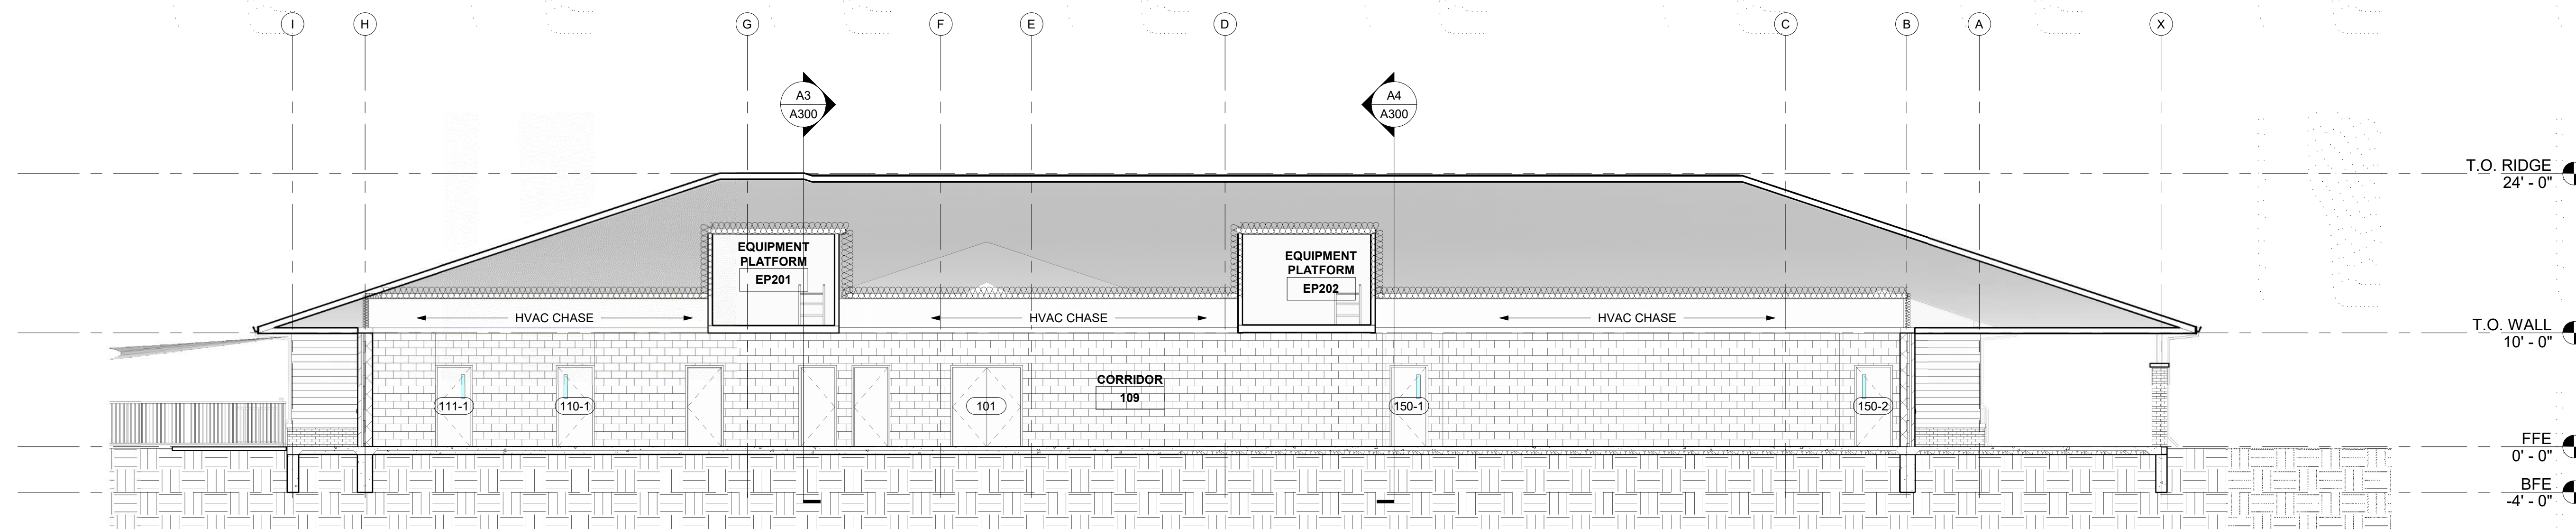 I
H
G
F
E
D
C
B
A
X
A3
A300
A4
A300
T.O. RIDGE
24' - 0"
EQUIPMENT
PLATFORM
EP201
EQUIPMENT
PLATFORM
EP202
HVAC CHASE
HVAC CHASE
HVAC CHASE
T.O. WALL
10' - 0"
CORRIDOR
109
111-1
110-1
101
150-1
150-2
FFE
0' - 0"
BFE
-4' - 0"